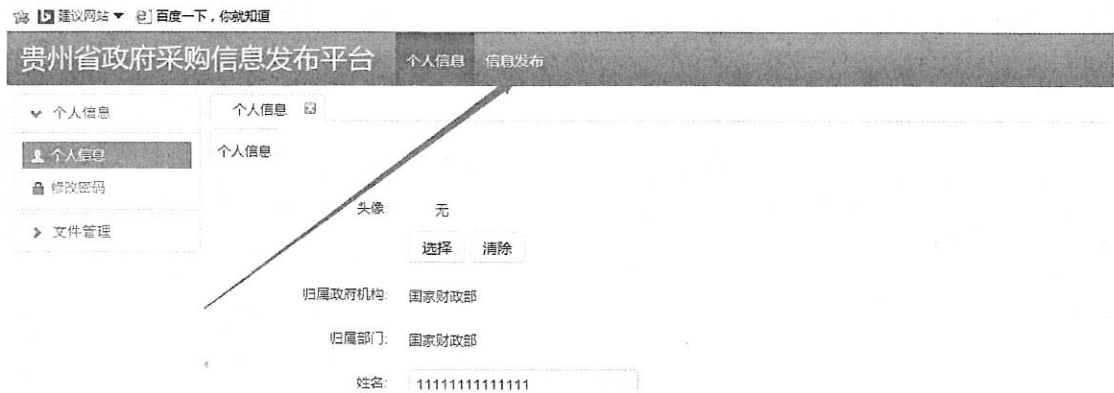 建议网站 ▼ 百度一下，你就知道
贵州省政府采购信息发布平台 个人信息 信息发布
个人信息 个人信息
个人信息 个人信息
修改密码
头像: 无
文件管理
选择 清除
归属政府机构: 国家财政部
归属部门: 国家财政部
姓名: 11111111111111